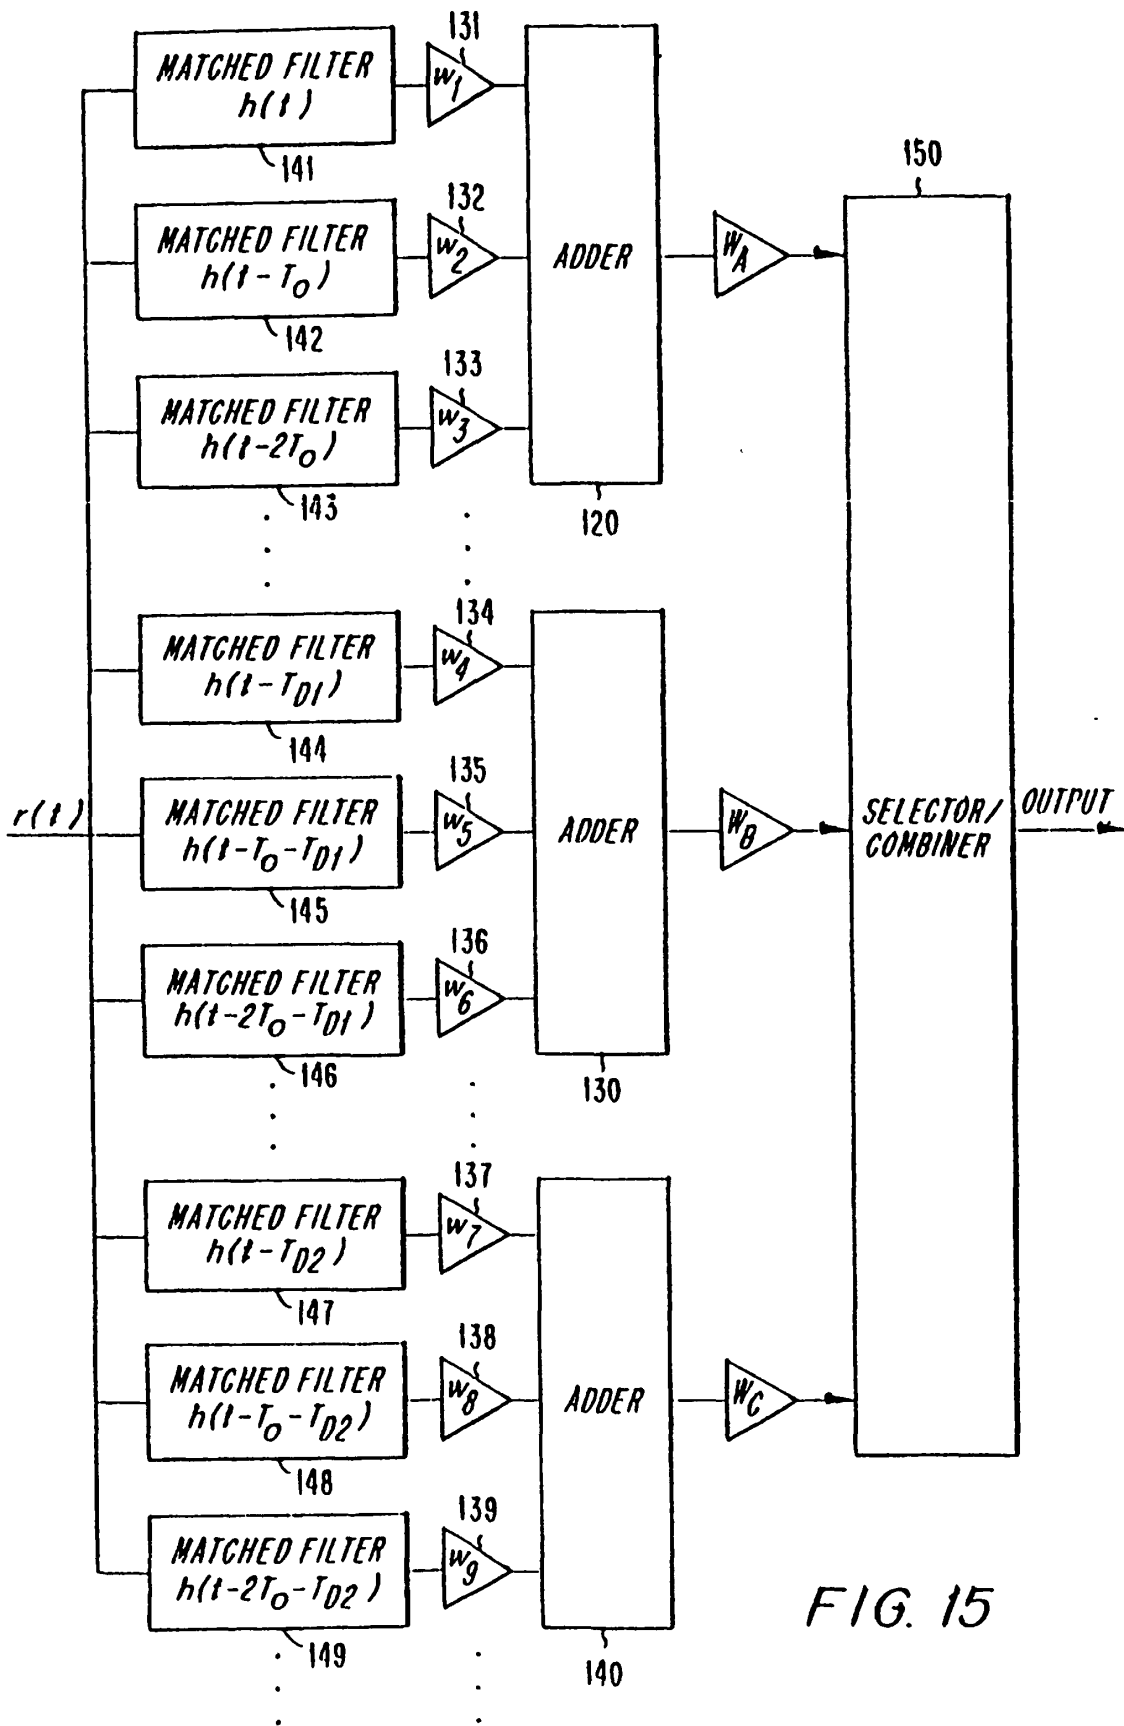 131
MATCHED FILTER
h(t)
W1
141
150
132
MATCHED FILTER
h(t-T0)
W2
ADDER
WA
142
133
MATCHED FILTER
h(t-2T0)
W3
143
120
134
MATCHED FILTER
h(t-TD1)
W4
144
135
r(t)
MATCHED FILTER
h(t-T0-TD1)
W5
ADDER
WB
SELECTOR/
COMBINER
OUTPUT
145
136
MATCHED FILTER
h(t-2T0-TD1)
W6
146
130
137
MATCHED FILTER
h(t-TD2)
W7
147
138
MATCHED FILTER
h(t-T0-TD2)
W8
ADDER
WC
148
139
MATCHED FILTER
h(t-2T0-TD2)
W9
149
140
FIG. 15